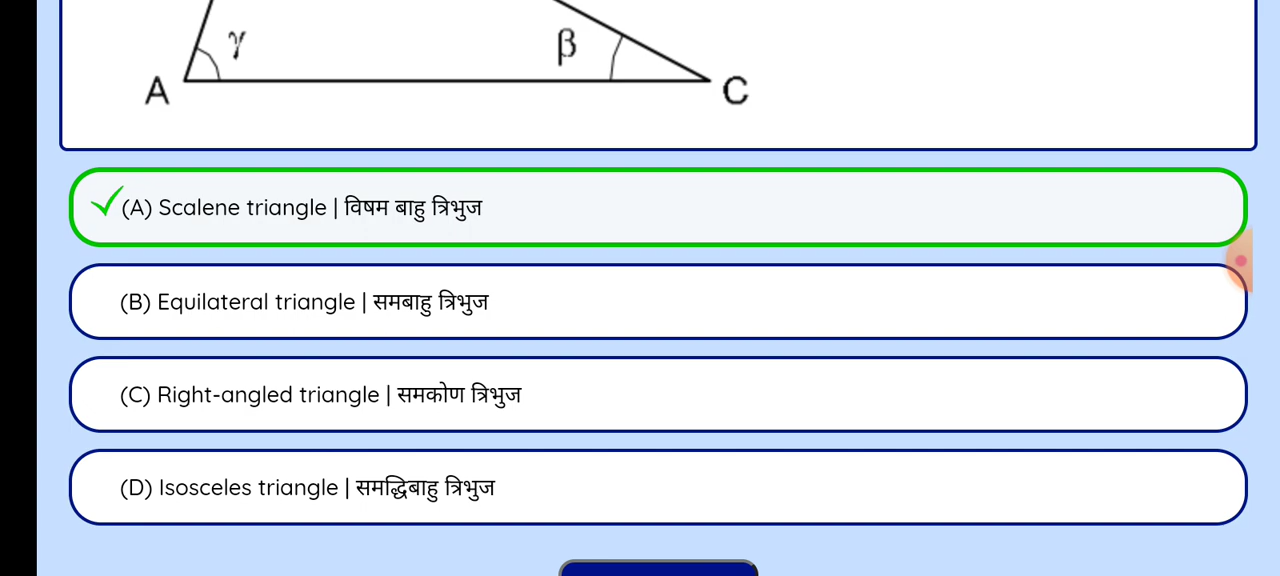 γ β
A C
(A) Scalene triangle | विषम बाहु त्रिभुज
(B) Equilateral triangle | समबाहु त्रिभुज
(C) Right-angled triangle | समकोण त्रिभुज
(D) Isosceles triangle | समद्धिबाहु त्रिभुज